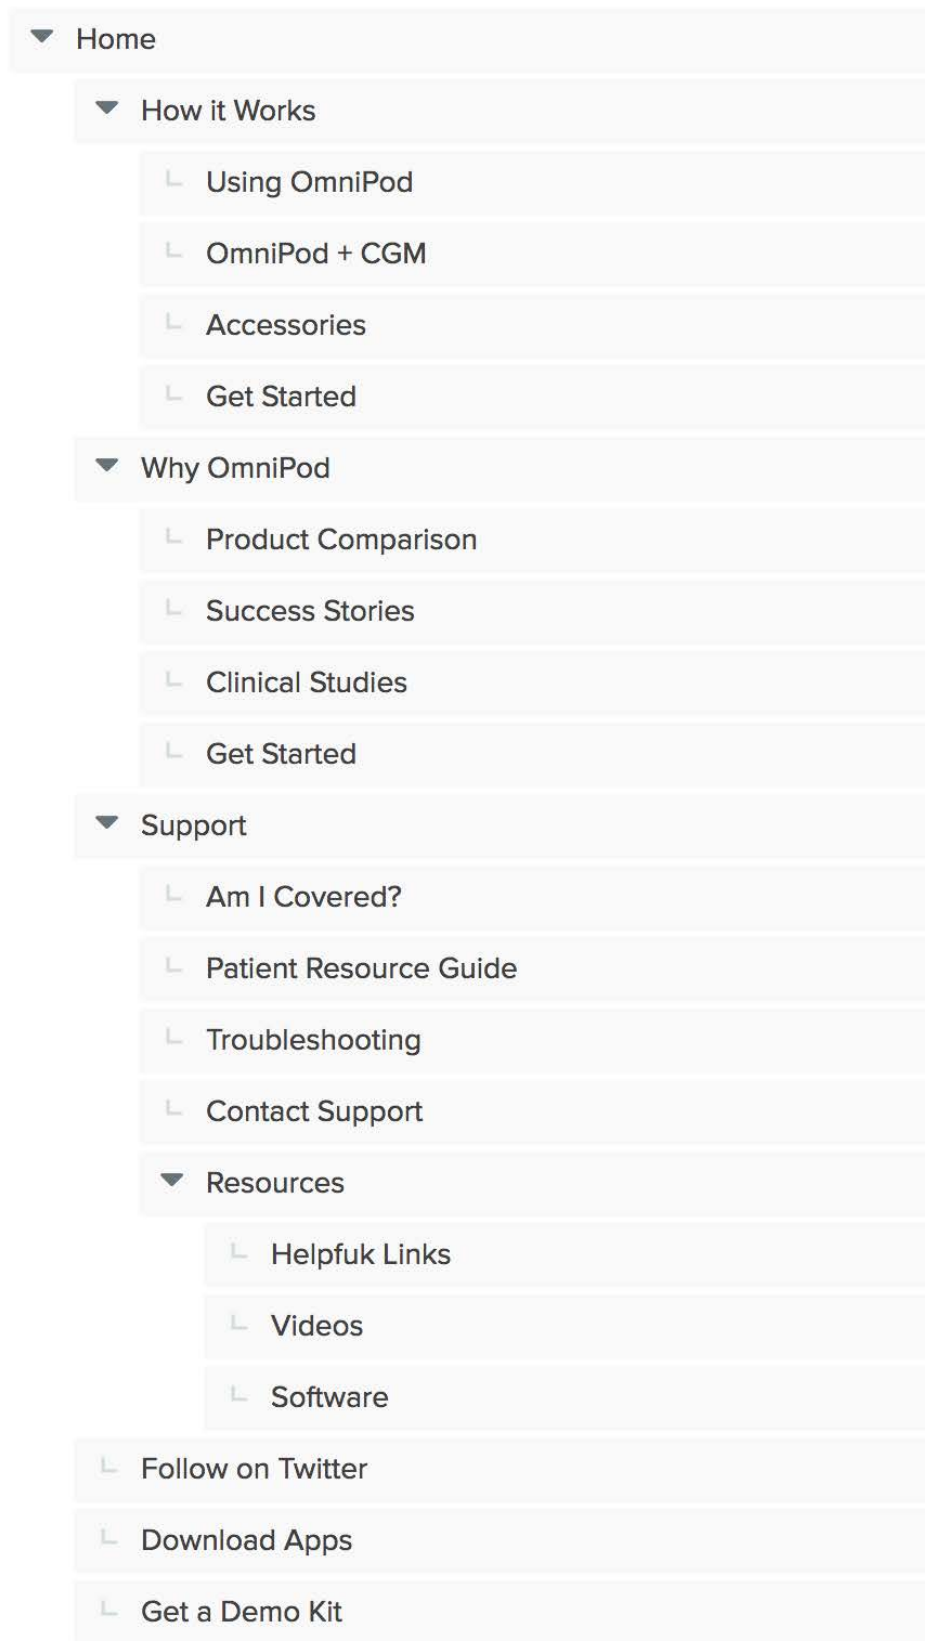 Home
How it Works
Using OmniPod
OmniPod + CGM
Accessories
Get Started
Why OmniPod
Product Comparison
Success Stories
Clinical Studies
Get Started
Support
Am I Covered?
Patient Resource Guide
Troubleshooting
Contact Support
Resources
Helpfuk Links
Videos
Software
Follow on Twitter
Download Apps
Get a Demo Kit